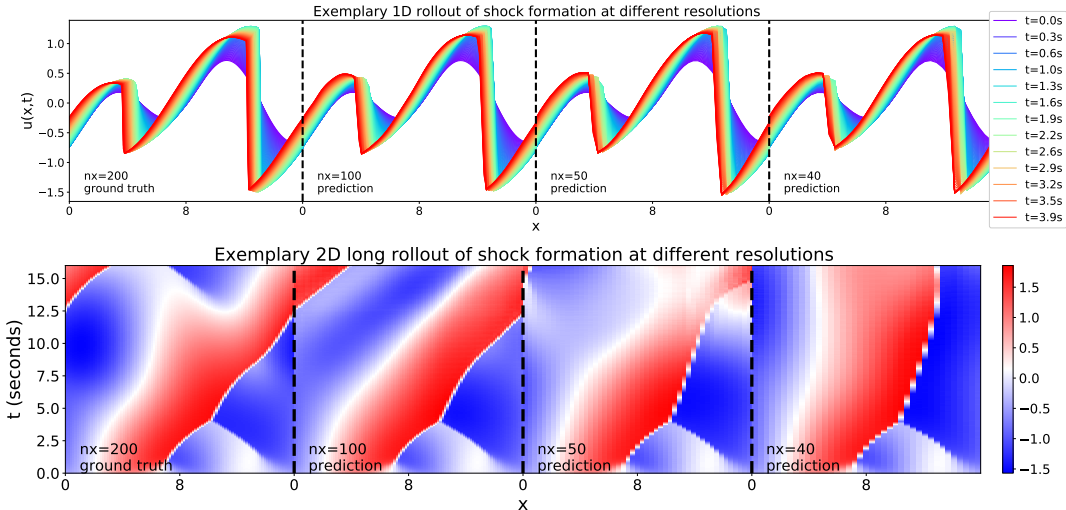 Exemplary 1D rollout of shock formation at different resolutions
u(x,t)
1.0
0.5
0.0
−0.5
−1.0
−1.5
nx=200
ground truth
nx=100
prediction
nx=50
prediction
nx=40
prediction
0 8 0 8 0 8 0 8
x
t=0.0s
t=0.3s
t=0.6s
t=1.0s
t=1.3s
t=1.6s
t=1.9s
t=2.2s
t=2.6s
t=2.9s
t=3.2s
t=3.5s
t=3.9s
Exemplary 2D long rollout of shock formation at different resolutions
t (seconds)
15.0
12.5
10.0
7.5
5.0
2.5
0.0
nx=200
ground truth
nx=100
prediction
nx=50
prediction
nx=40
prediction
0 8 0 8 0 8 0 8
x
1.5
1.0
0.5
0.0
−0.5
−1.0
−1.5